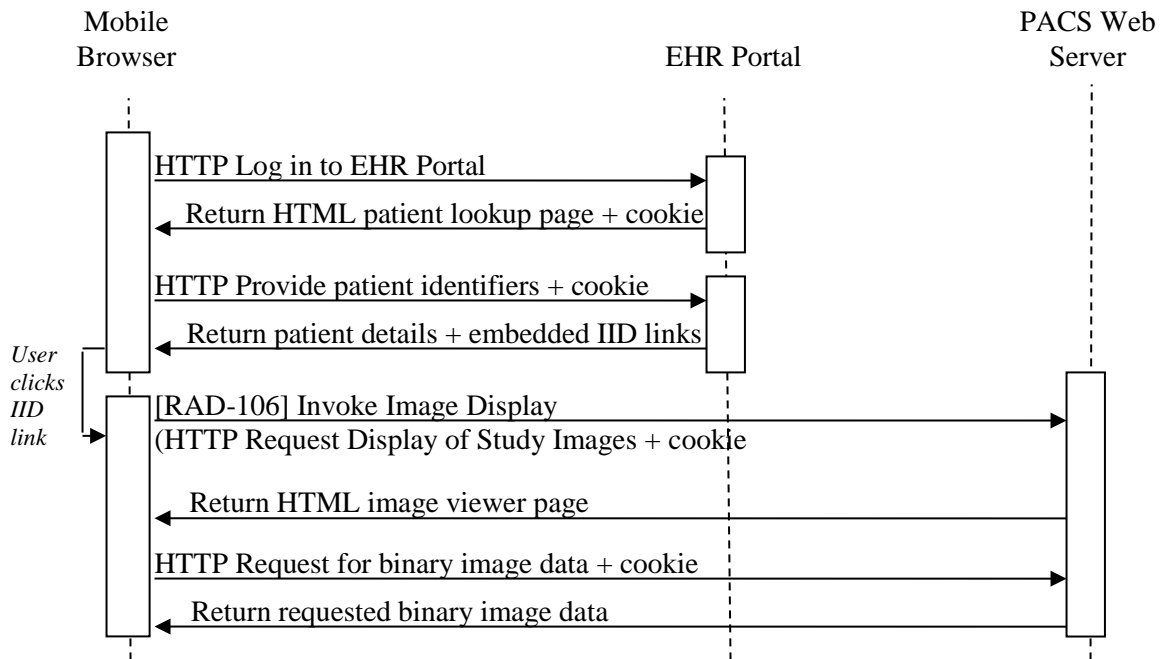 Mobile
Browser
EHR Portal
PACS Web
Server
HTTP Log in to EHR Portal
Return HTML patient lookup page + cookie
HTTP Provide patient identifiers + cookie
Return patient details + embedded IID links
User
clicks
IID
link
[RAD-106] Invoke Image Display
(HTTP Request Display of Study Images + cookie
Return HTML image viewer page
HTTP Request for binary image data + cookie
Return requested binary image data